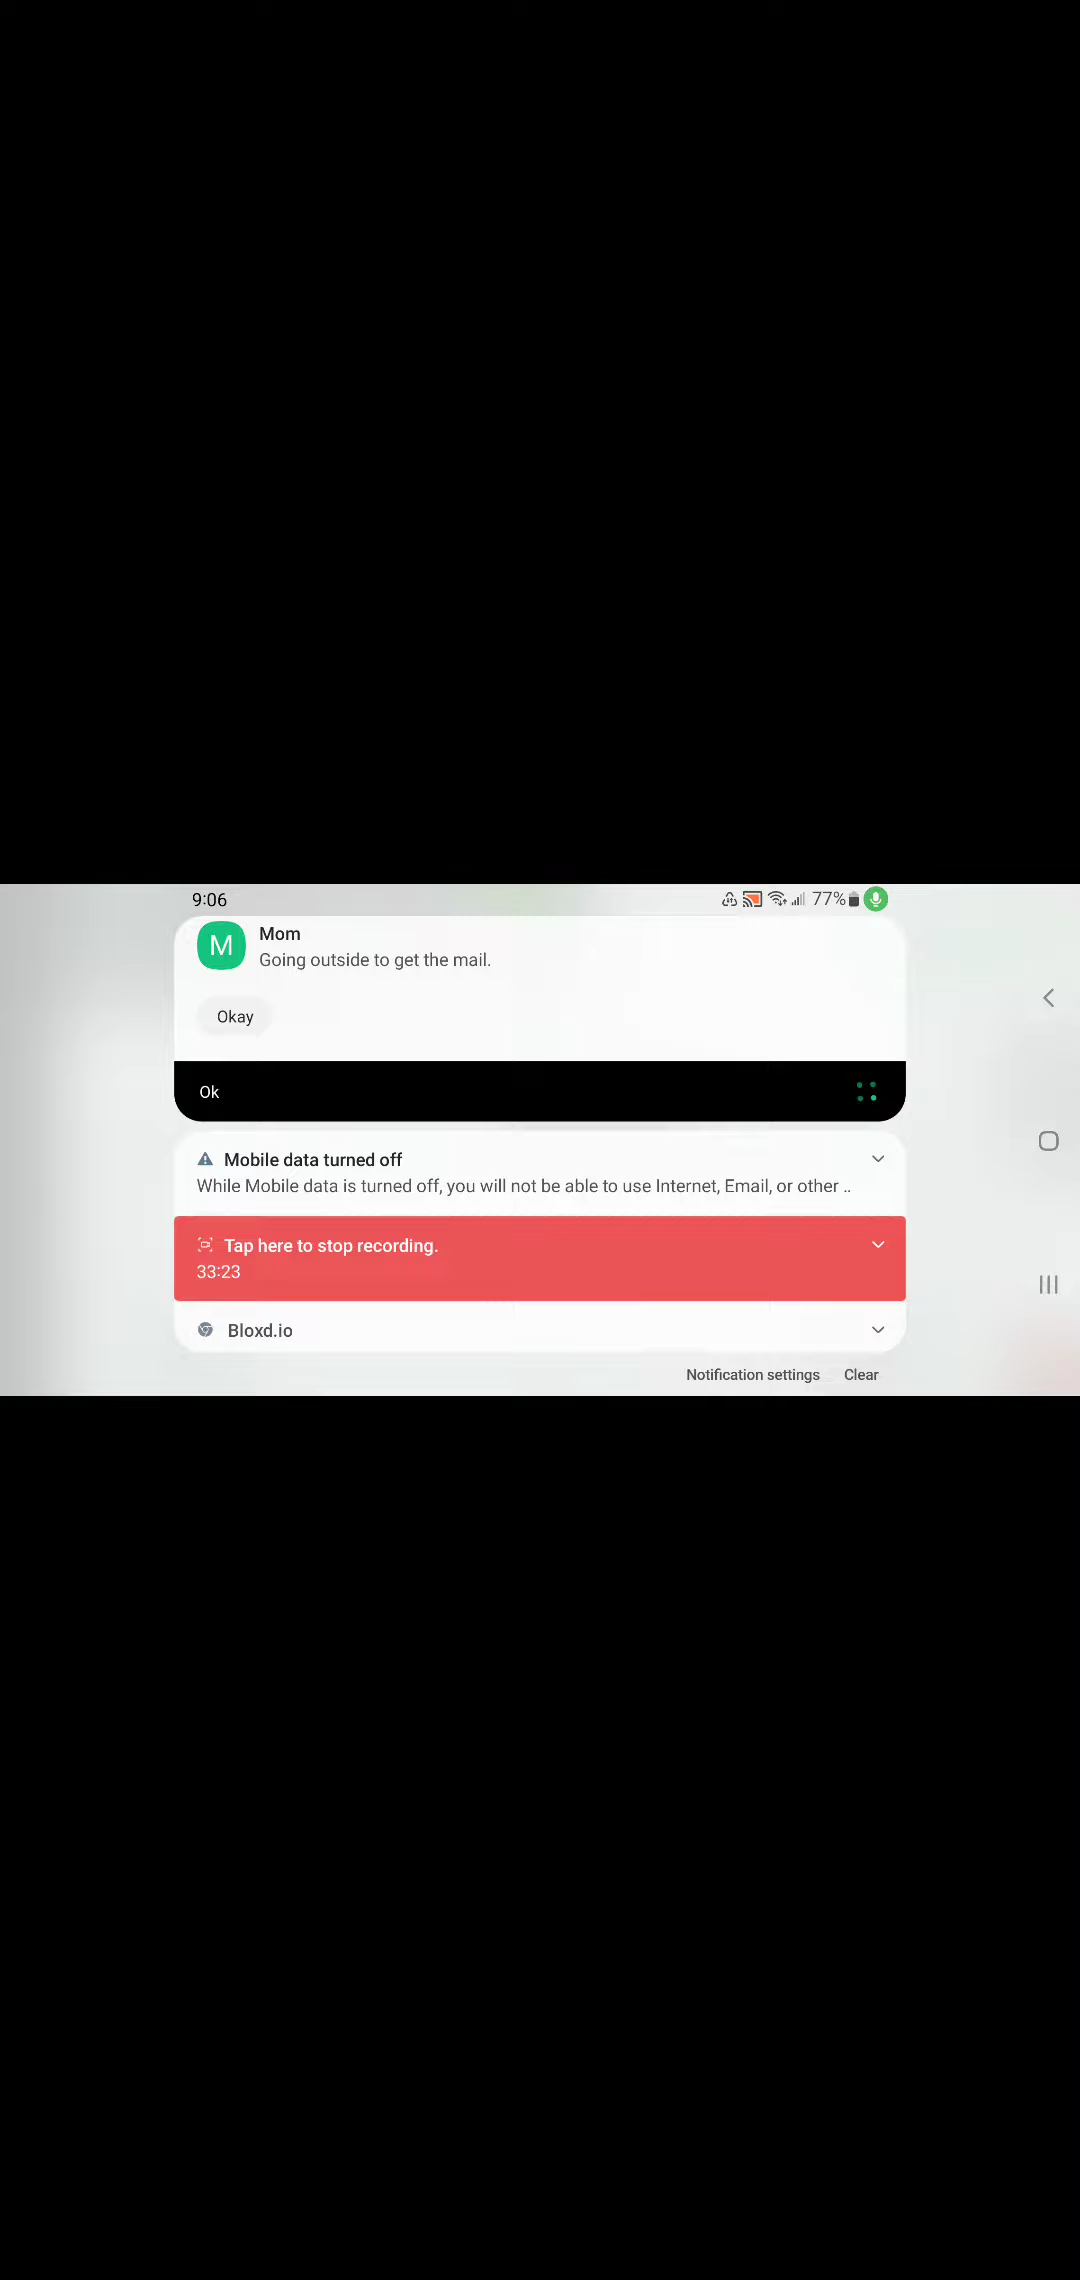 9:06 77%
M
Mom
Going outside to get the mail.
Okay
Ok
Mobile data turned off
While Mobile data is turned off, you will not be able to use Internet, Email, or other ..
Tap here to stop recording.
33:23
Bloxd.io
Notification settings Clear